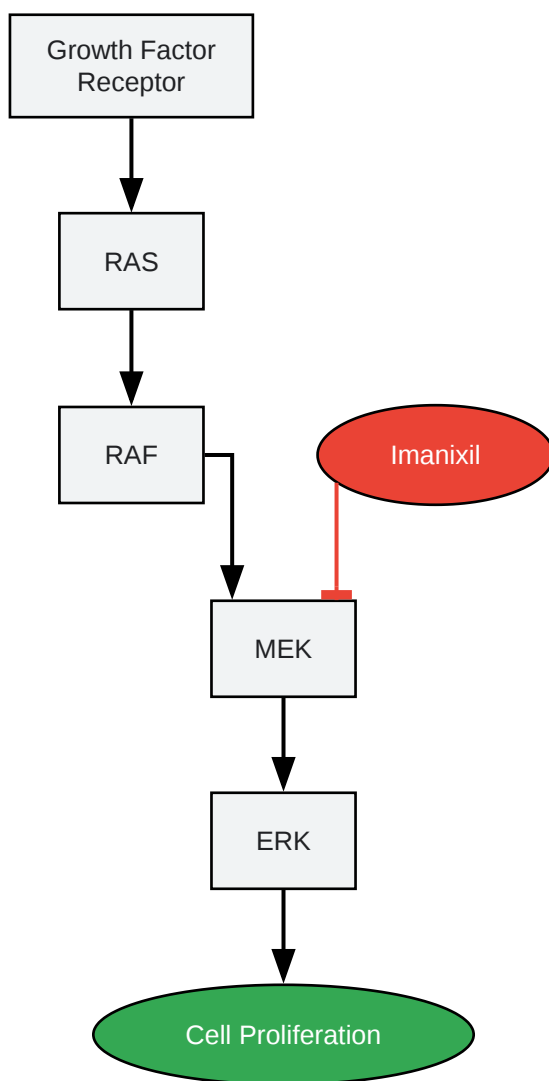 Growth Factor
Receptor
RAS
RAF
Imanixil
MEK
ERK
Cell Proliferation